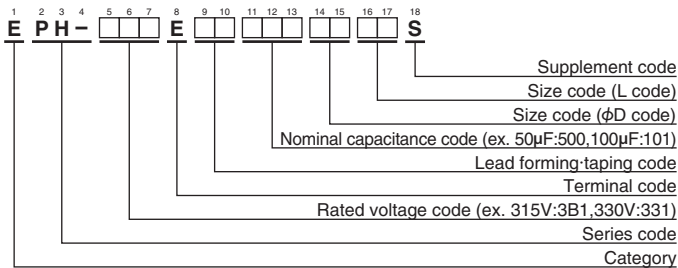 1 2 3 4 5 6 7 8 9 10 11 12 13 14 15 16 17 18
E PH- E S
Supplement code
Size code (L code)
Size code (ϕD code)
Nominal capacitance code (ex. 50μF:500,100μF:101)
Lead forming·taping code
Terminal code
Rated voltage code (ex. 315V:3B1,330V:331)
Series code
Category